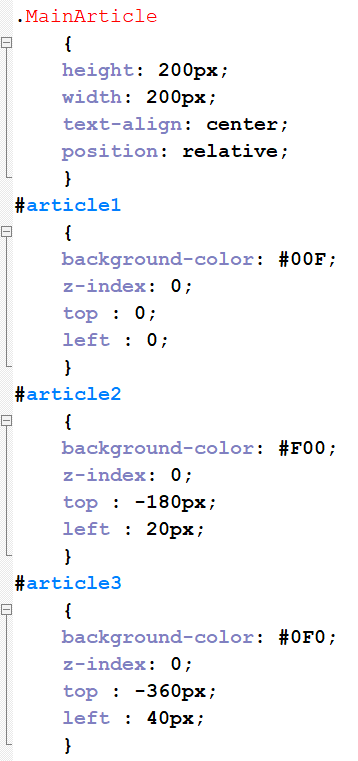 .MainArticle
{
height: 200px;
width: 200px;
text-align: center;
position: relative;
}
#article1
{
background-color: #00F;
z-index: 0;
top : 0;
left : 0;
}
#article2
{
background-color: #F00;
z-index: 0;
top : -180px;
left : 20px;
}
#article3
{
background-color: #0F0;
z-index: 0;
top : -360px;
left : 40px;
}